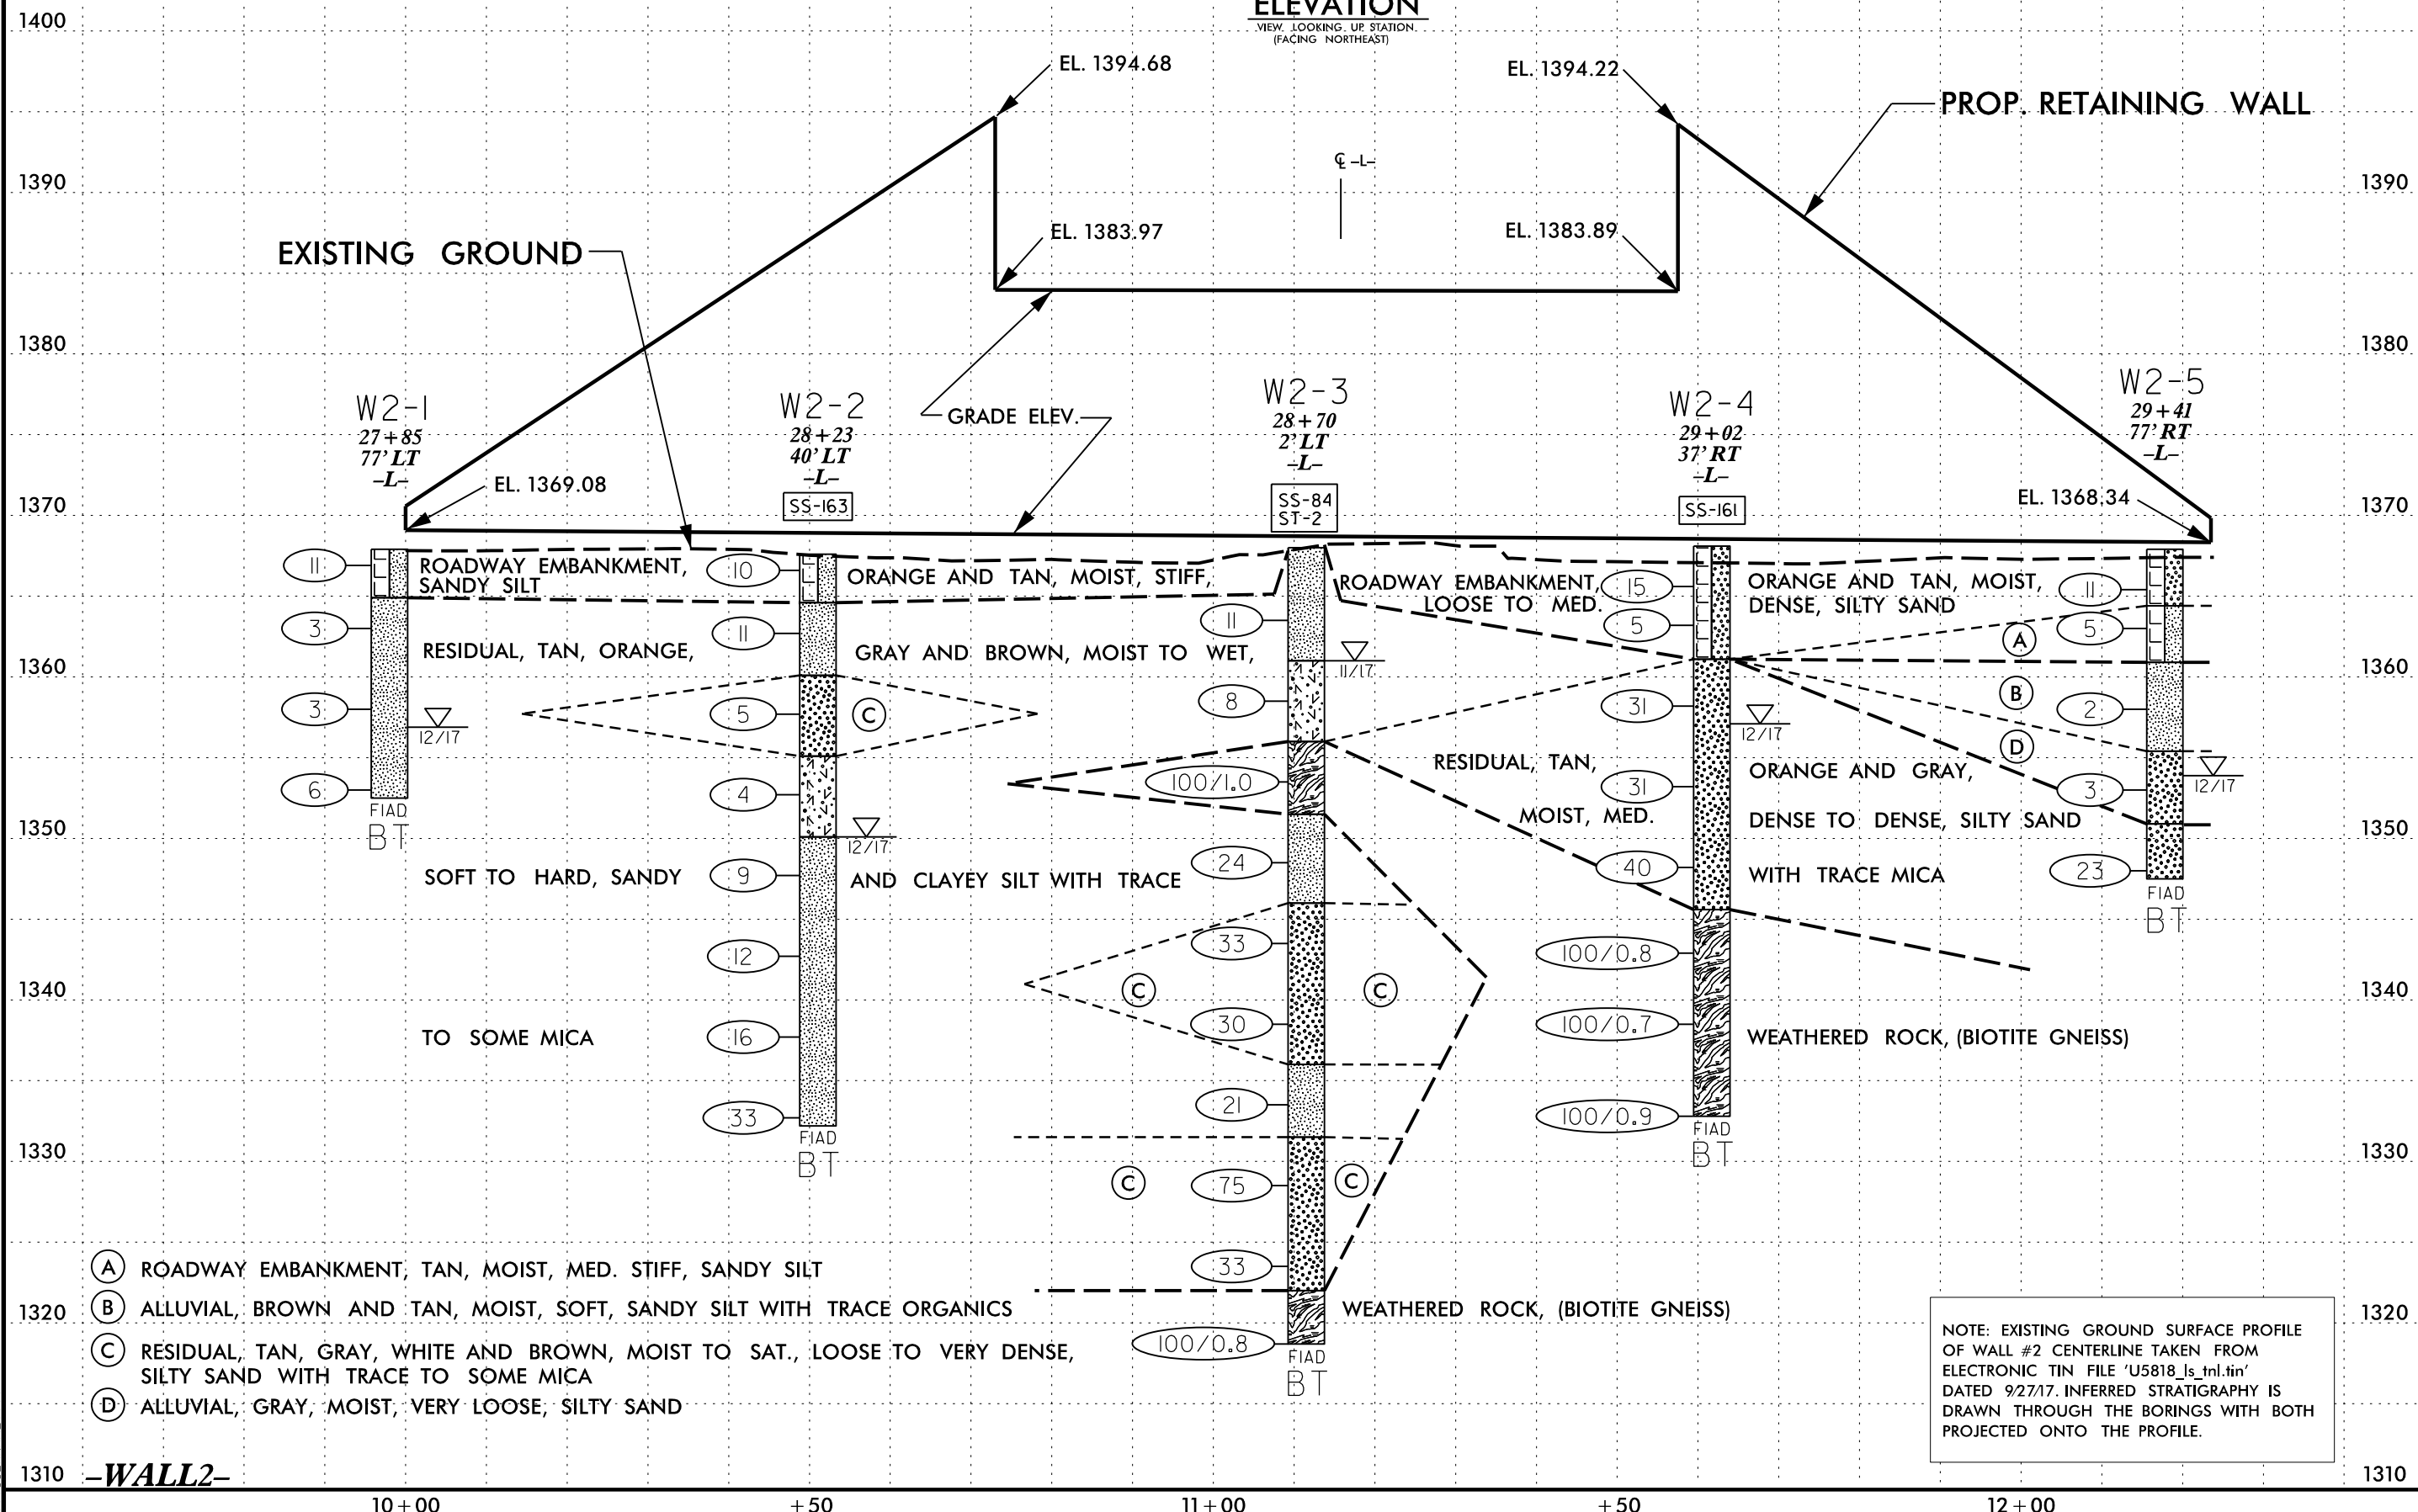 ELEVATION
VIEW LOOKING UP STATION
(FACING NORTHEAST)
1400
EL. 1394.68
EL. 1394.22
PROP. RETAINING WALL
℄ -L-
1390
1390
EL. 1383.97
EL. 1383.89
EXISTING GROUND
1380
1380
W2-1
27+85
77' LT
-L-
W2-2
28+23
40' LT
-L-
SS-163
GRADE ELEV.
W2-3
28+70
2' LT
-L-
SS-84
ST-2
W2-4
29+02
37' RT
-L-
SS-161
W2-5
29+41
77' RT
-L-
EL. 1369.08
EL. 1368.34
1370
1370
11
3
3
6
12/17
FIAD
BT
ROADWAY EMBANKMENT,
SANDY SILT
ORANGE AND TAN, MOIST, STIFF,
RESIDUAL, TAN, ORANGE,
GRAY AND BROWN, MOIST TO WET,
SOFT TO HARD, SANDY
AND CLAYEY SILT WITH TRACE
TO SOME MICA
10
11
5
C
4
12/17
9
12
16
33
FIAD
BT
11
11/17
8
100/1.0
24
33
C
C
30
21
C
75
C
33
100/0.8
FIAD
BT
WEATHERED ROCK, (BIOTITE GNEISS)
ROADWAY EMBANKMENT,
LOOSE TO MED.
ORANGE AND TAN, MOIST,
DENSE, SILTY SAND
RESIDUAL, TAN,
ORANGE AND GRAY,
MOIST, MED.
DENSE TO DENSE, SILTY SAND
WITH TRACE MICA
15
5
31
12/17
31
40
100/0.8
100/0.7
100/0.9
FIAD
BT
WEATHERED ROCK, (BIOTITE GNEISS)
A
B
D
11
5
2
3
12/17
23
FIAD
BT
1360
1360
1350
1350
1340
1340
1330
1330
1320
1320
A ROADWAY EMBANKMENT, TAN, MOIST, MED. STIFF, SANDY SILT
B ALLUVIAL, BROWN AND TAN, MOIST, SOFT, SANDY SILT WITH TRACE ORGANICS
C RESIDUAL, TAN, GRAY, WHITE AND BROWN, MOIST TO SAT., LOOSE TO VERY DENSE,
SILTY SAND WITH TRACE TO SOME MICA
D ALLUVIAL, GRAY, MOIST, VERY LOOSE, SILTY SAND
NOTE: EXISTING GROUND SURFACE PROFILE
OF WALL #2 CENTERLINE TAKEN FROM
ELECTRONIC TIN FILE 'U5818_ls_tnl.tin'
DATED 9/27/17. INFERRED STRATIGRAPHY IS
DRAWN THROUGH THE BORINGS WITH BOTH
PROJECTED ONTO THE PROFILE.
1310
-WALL2-
1310
10+00
+50
11+00
+50
12+00